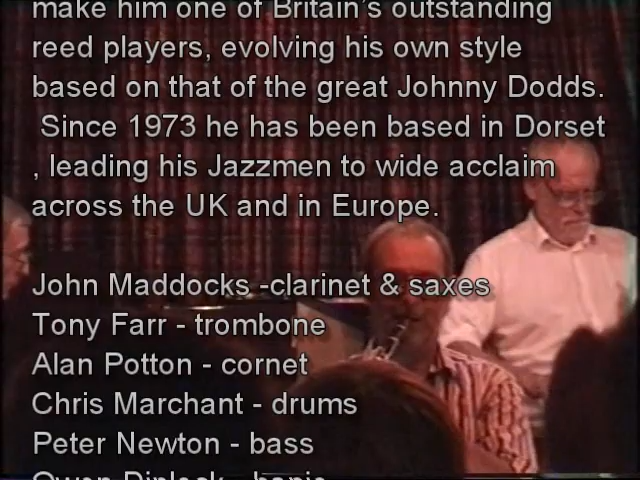 make him one of Britain's outstanding
reed players, evolving his own style
based on that of the great Johnny Dodds.
Since 1973 he has been based in Dorset
, leading his Jazzmen to wide acclaim
across the UK and in Europe.
John Maddocks -clarinet & saxes
Tony Farr - trombone
Alan Potton - cornet
Chris Marchant - drums
Peter Newton - bass